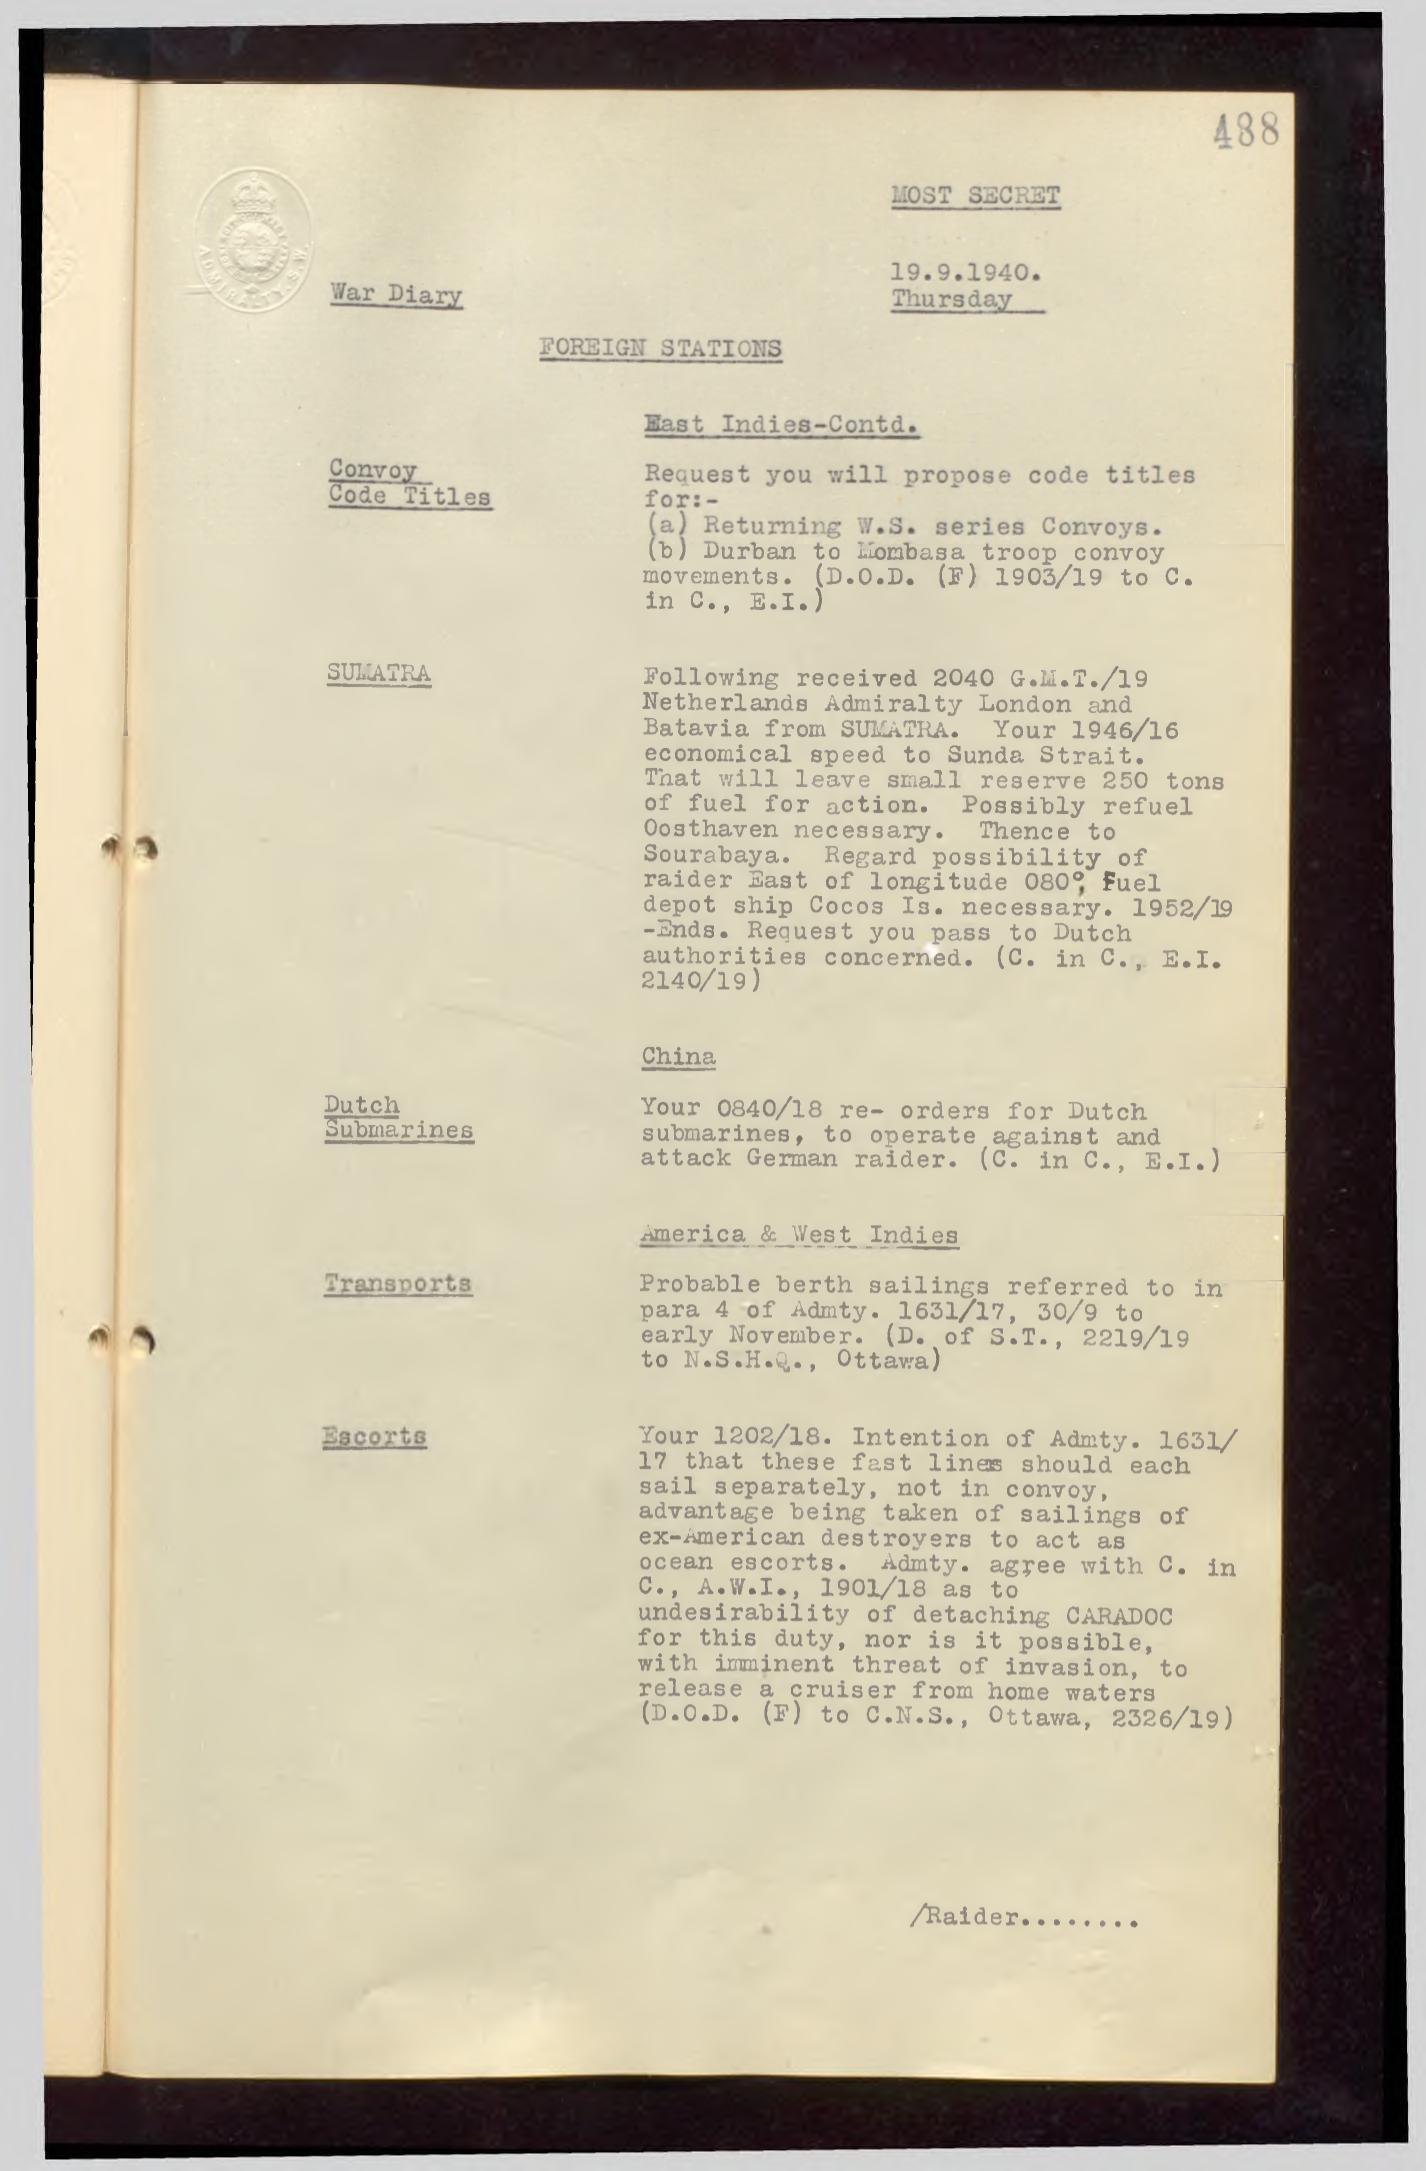 488
MOST SECRET
ADMIRALTY. S.W.
19.9.1940.
War Diary
Thursday
FOREIGN STATIONS
East Indies-Contd.
Convoy
Code Titles
Request you will propose code titles
for:-
(a) Returning W.S. series Convoys.
(b) Durban to Mombasa troop convoy
movements. (D.O.D. (F) 1903/19 to C.
in C., E.I.)
SUMATRA
Following received 2040 G.M.T./19
Netherlands Admiralty London and
Batavia from SUMATRA. Your 1946/16
economical speed to Sunda Strait.
That will leave small reserve 250 tons
of fuel for action. Possibly refuel
Oosthaven necessary. Thence to
Sourabaya. Regard possibility of
raider East of longitude 080°, Fuel
depot ship Cocos Is. necessary. 1952/19
-Ends. Request you pass to Dutch
authorities concerned. (C. in C., E.I.
2140/19)
China
Dutch
Submarines
Your 0840/18 re- orders for Dutch
submarines, to operate against and
attack German raider. (C. in C., E.I.)
America & West Indies
Transports
Probable berth sailings referred to in
para 4 of Admty. 1631/17, 30/9 to
early November. (D. of S.T., 2219/19
to N.S.H.Q., Ottawa)
Escorts
Your 1202/18. Intention of Admty. 1631/
17 that these fast lines should each
sail separately, not in convoy,
advantage being taken of sailings of
ex-American destroyers to act as
ocean escorts. Admty. agree with C. in
C., A.W.I., 1901/18 as to
undesirability of detaching CARADOC
for this duty, nor is it possible,
with imminent threat of invasion, to
release a cruiser from home waters
(D.O.D. (F) to C.N.S., Ottawa, 2326/19)
/Raider........